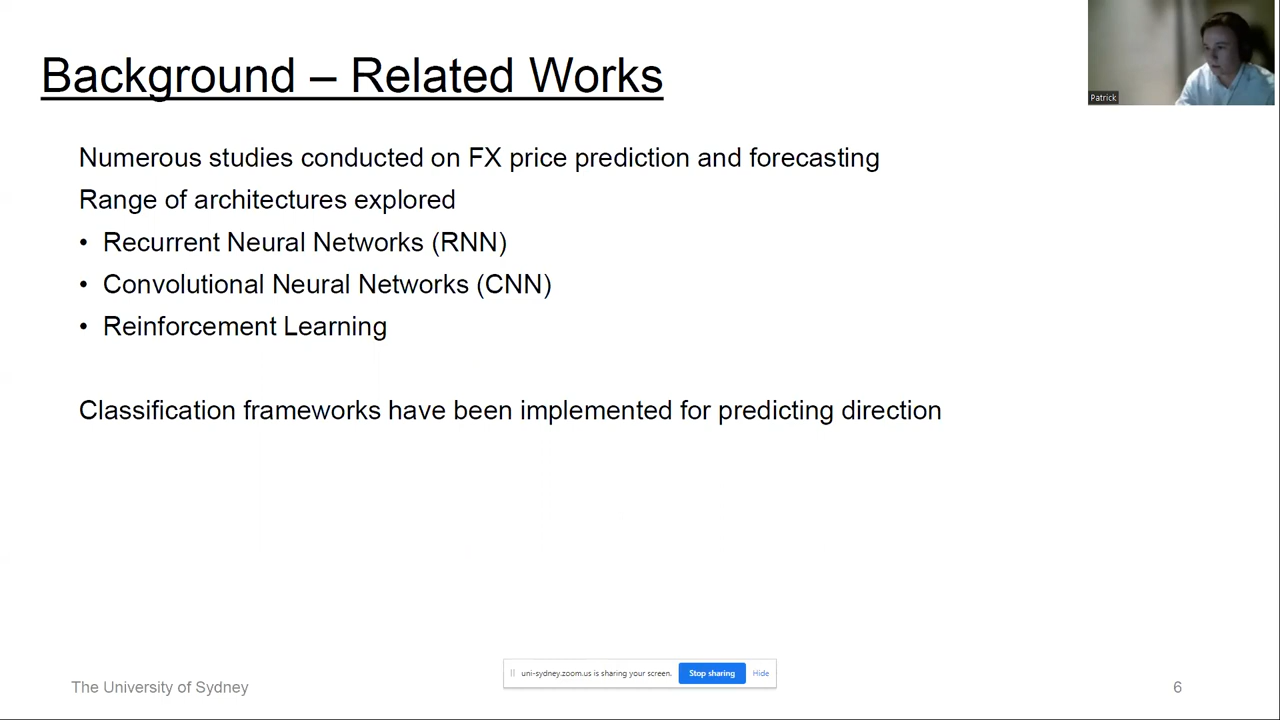 Background – Related Works
Patrick
Numerous studies conducted on FX price prediction and forecasting
Range of architectures explored
• Recurrent Neural Networks (RNN)
• Convolutional Neural Networks (CNN)
• Reinforcement Learning
Classification frameworks have been implemented for predicting direction
uni-sydney.zoom.us is sharing your screen. Stop sharing Hide
The University of Sydney 6